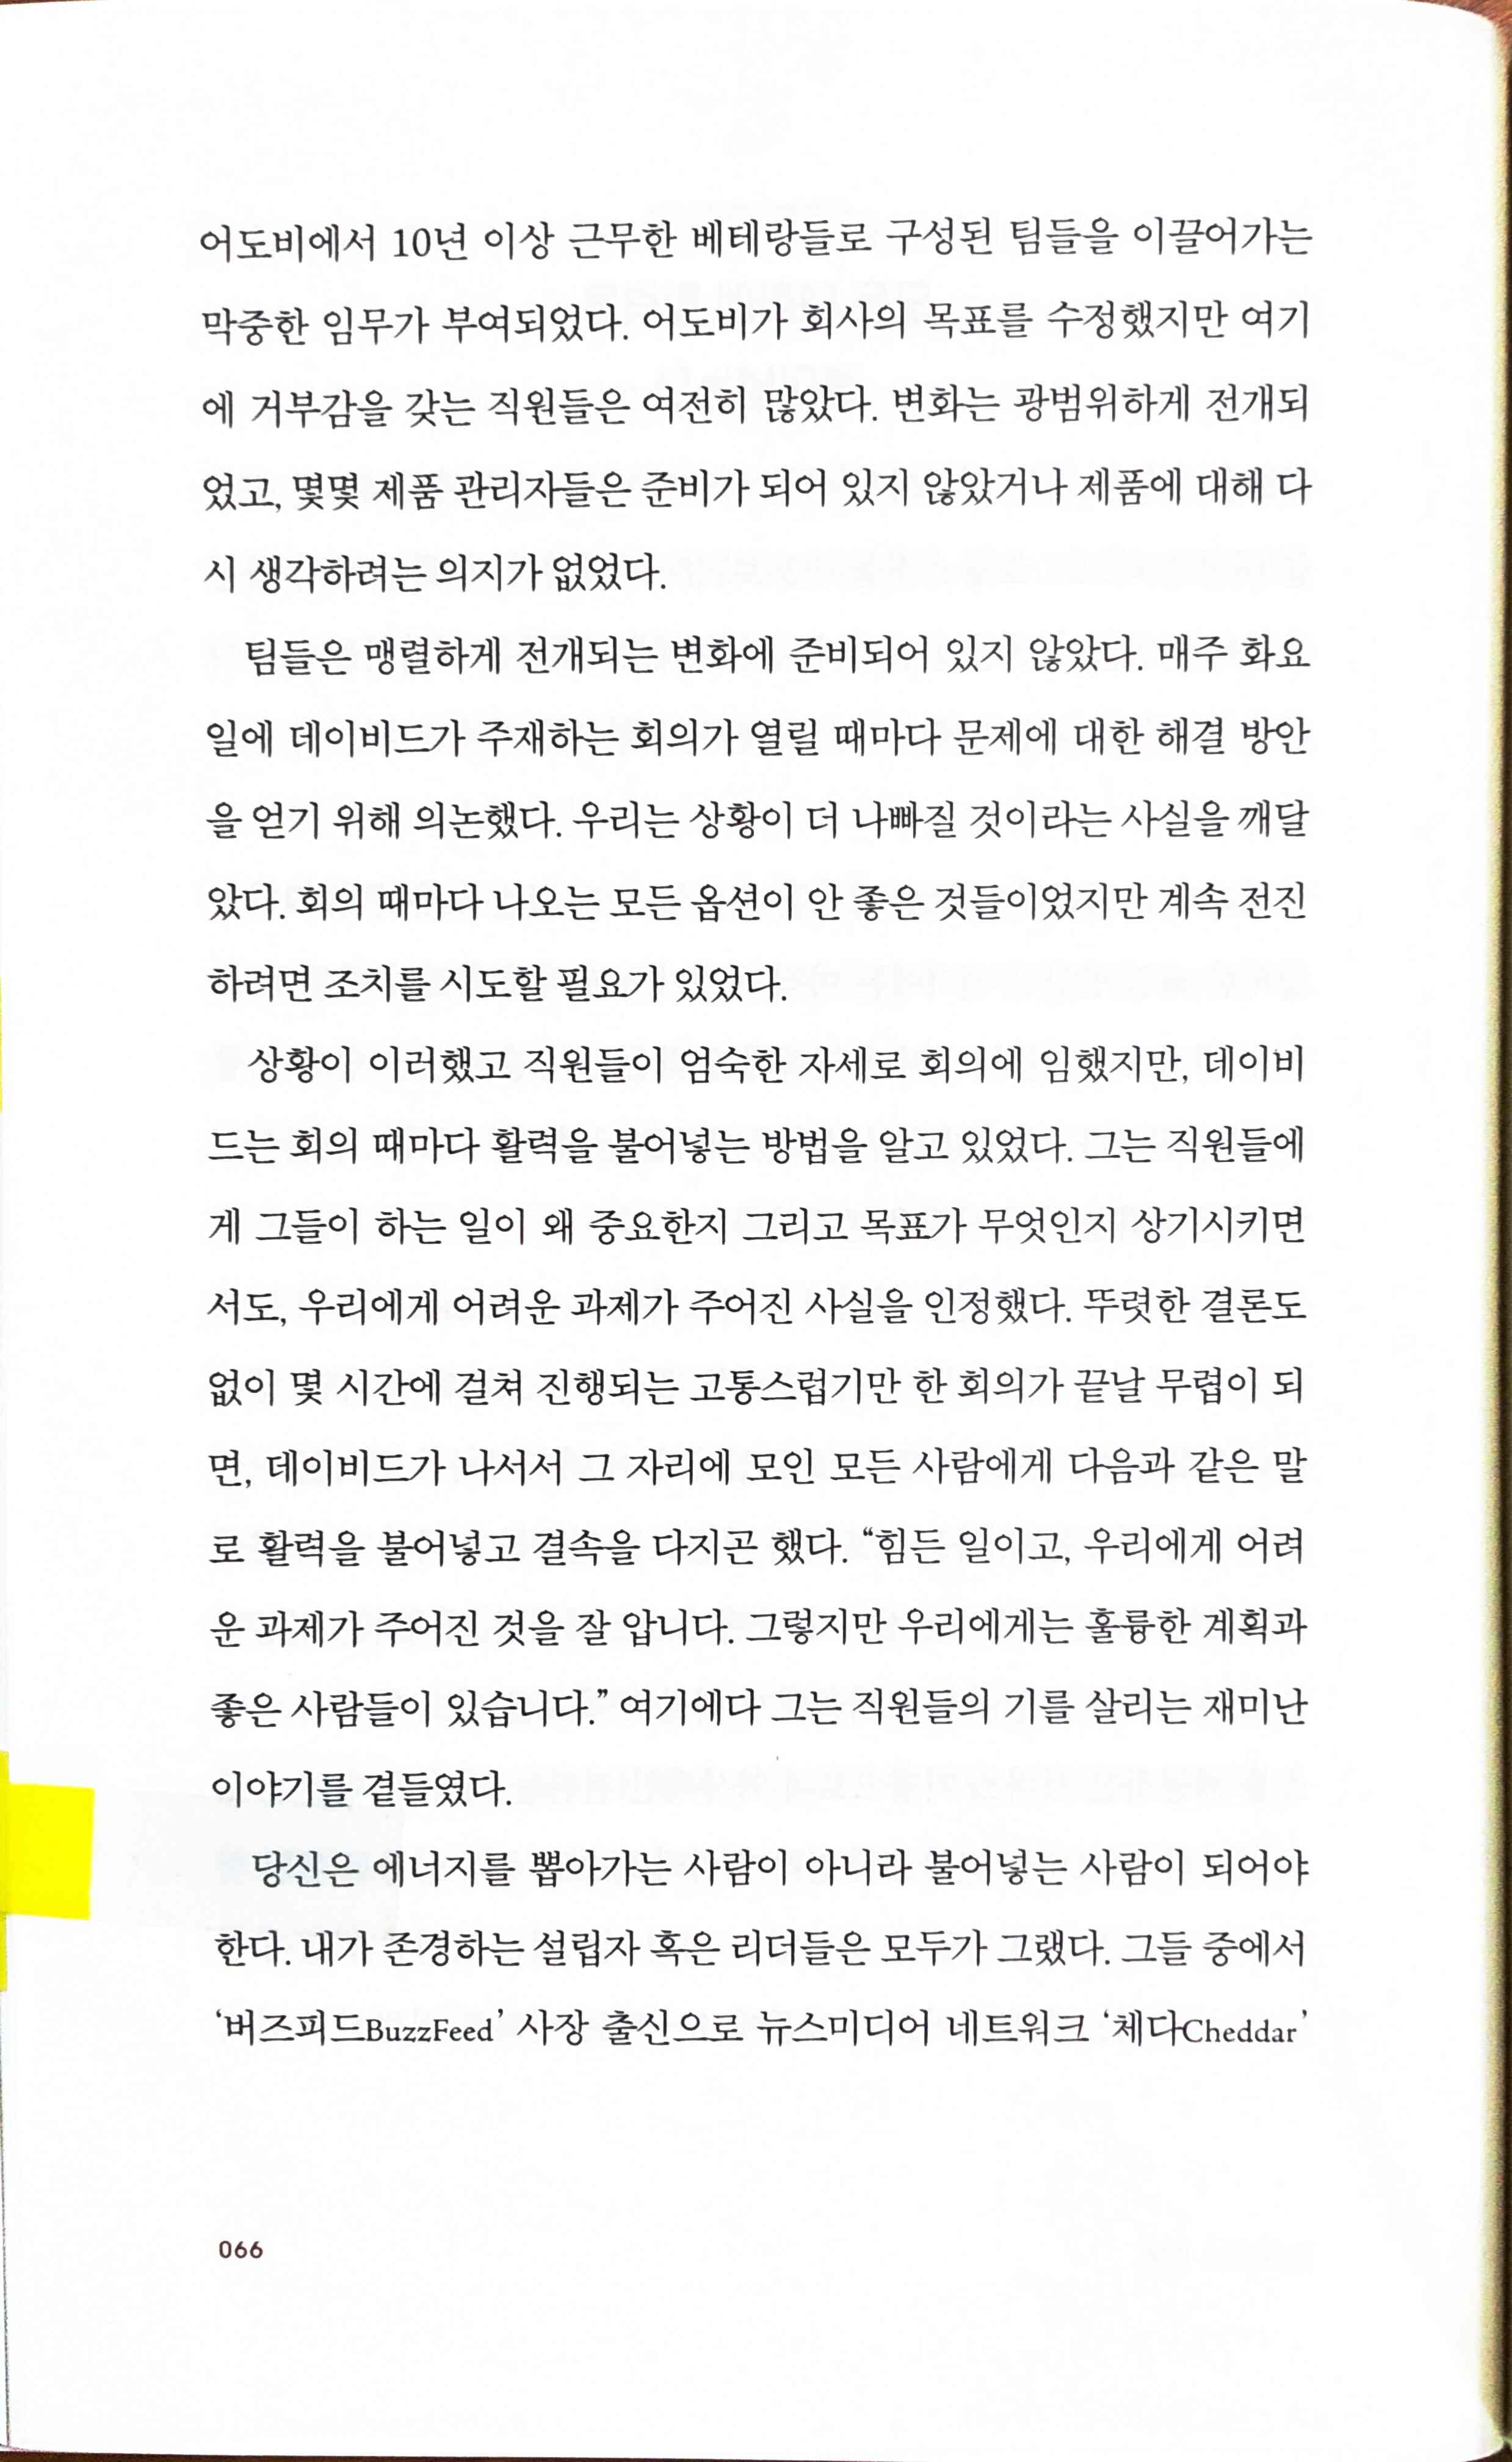 어도비에서 10년 이상 근무한 베테랑들로 구성된 팀들을 이끌어가는
막중한 임무가 부여되었다. 어도비가 회사의 목표를 수정했지만 여기
에 거부감을 갖는 직원들은 여전히 많았다. 변화는 광범위하게 전개되
었고, 몇몇 제품 관리자들은 준비가 되어 있지 않았거나 제품에 대해 다
시 생각하려는 의지가 없었다.
팀들은 맹렬하게 전개되는 변화에 준비되어 있지 않았다. 매주 화요
일에 데이비드가 주재하는 회의가 열릴 때마다 문제에 대한 해결 방안
을 얻기 위해 의논했다. 우리는 상황이 더 나빠질 것이라는 사실을 깨달
았다. 회의 때마다 나오는 모든 옵션이 안 좋은 것들이었지만 계속 전진
하려면 조치를 시도할 필요가 있었다.
상황이 이러했고 직원들이 엄숙한 자세로 회의에 임했지만, 데이비
드는 회의 때마다 활력을 불어넣는 방법을 알고 있었다. 그는 직원들에
게 그들이 하는 일이 왜 중요한지 그리고 목표가 무엇인지 상기시키면
서도, 우리에게 어려운 과제가 주어진 사실을 인정했다. 뚜렷한 결론도
없이 몇 시간에 걸쳐 진행되는 고통스럽기만 한 회의가 끝날 무렵이 되
면, 데이비드가 나서서 그 자리에 모인 모든 사람에게 다음과 같은 말
로 활력을 불어넣고 결속을 다지곤 했다. “힘든 일이고, 우리에게 어려
운 과제가 주어진 것을 잘 압니다. 그렇지만 우리에게는 훌륭한 계획과
좋은 사람들이 있습니다.” 여기에다 그는 직원들의 기를 살리는 재미난
이야기를 곁들였다.
당신은 에너지를 뽑아가는 사람이 아니라 불어넣는 사람이 되어야
한다. 내가 존경하는 설립자 혹은 리더들은 모두가 그랬다. 그들 중에서
‘버즈피드BuzzFeed’ 사장 출신으로 뉴스미디어 네트워크 ‘체다Cheddar’
066